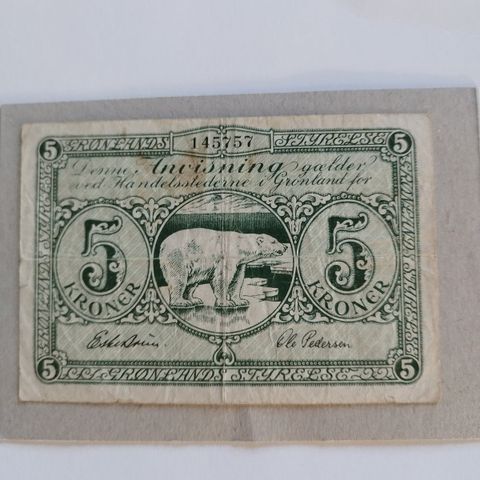 5 GRØNLANDS 145757 STYRELSE 5
Denne Anvisning gælder
ved Handelsstederne i Grønland for
5 KRONER
5 KRONER
Ole Pedersen
5 GRØNLANDS STYRELSE 5